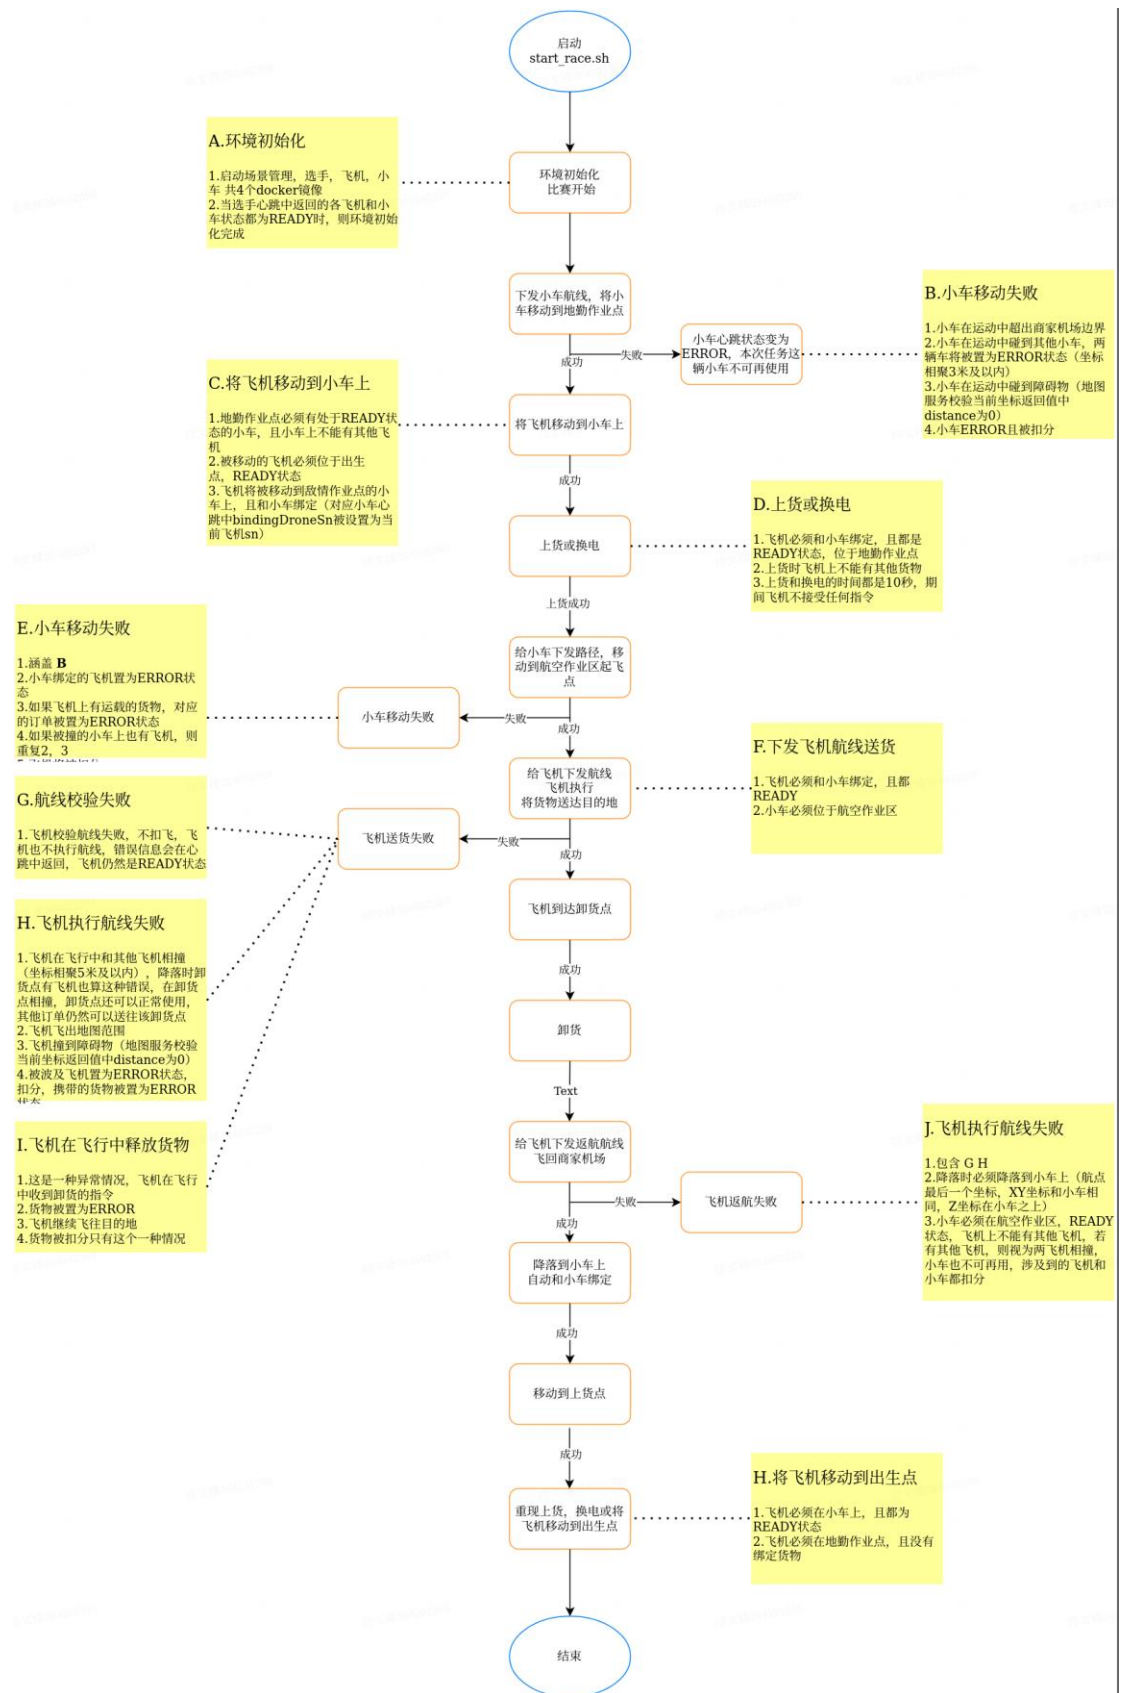 启动
start_race.sh
A.环境初始化
1.启动场景管理，选手，飞机，小
车 共4个docker镜像
2.当选手心跳中返回的各飞机和小
车状态都为READY时，则环境初始
化完成
环境初始化
比赛开始
下发小车航线，将小
车移动到地勤作业点
失败
成功
小车心跳状态变为
ERROR，本次任务这
辆小车不可再使用
B.小车移动失败
1.小车在运动中超出商家机场边界
2.小车在运动中碰到其他小车，两
辆车将被置为ERROR状态（坐标
相聚3米及以内）
3.小车在运动中碰到障碍物（地图
服务校验当前坐标返回值中
distance为0）
4.小车ERROR且被扣分
C.将飞机移动到小车上
1.地勤作业点必须有处于READY状
态的小车，且小车上不能有其他飞
机
2.被移动的飞机必须位于出生
点，READY状态
3.飞机将被移动到敌情作业点的小
车上，且和小车绑定（对应小车心
跳中bindingDroneSn被设置为当
前飞机sn）
将飞机移动到小车上
成功
D.上货或换电
1.飞机必须和小车绑定，且都是
READY状态，位于地勤作业点
2.上货时飞机上不能有其他货物
3.上货和换电的时间都是10秒，期
间飞机不接受任何指令
上货或换电
上货成功
E.小车移动失败
1.涵盖 B
2.小车绑定的飞机置为ERROR状
态
3.如果飞机上有运载的货物，对应
的订单被置为ERROR状态
4.如果被撞的小车上也有飞机，则
重复2，3
给小车下发路径，移
动到航空作业区起飞
点
小车移动失败
失败
成功
F.下发飞机航线送货
1.飞机必须和小车绑定，且都
READY
2.小车必须位于航空作业区
给飞机下发航线
飞机执行
将货物送达目的地
G.航线校验失败
1.飞机校验航线失败，不扣飞，飞
机也不执行航线，错误信息会在心
跳中返回，飞机仍然是READY状态
飞机送货失败
失败
成功
飞机到达卸货点
成功
H.飞机执行航线失败
1.飞机在飞行中和其他飞机相撞
（坐标相聚5米及以内），降落时卸
货点有飞机也算这种错误，在卸货
点相撞，卸货点还可以正常使用，
其他订单仍然可以送往该卸货点
2.飞机飞出地图范围
3.飞机撞到障碍物（地图服务校验
当前坐标返回值中distance为0）
4.被波及飞机置为ERROR状态，
扣分，携带的货物被置为ERROR
状态
卸货
Text
I.飞机在飞行中释放货物
1.这是一种异常情况，飞机在飞行
中收到卸货的指令
2.货物被置为ERROR
3.飞机继续飞往目的地
4.货物被扣分只有这个一种情况
给飞机下发返航航线
飞回商家机场
失败
成功
飞机返航失败
J.飞机执行航线失败
1.包含 G H
2.降落时必须降落到小车上（航点
最后一个坐标，XY坐标和小车相
同，Z坐标在小车之上）
3.小车必须在航空作业区，READY
状态，飞机上不能有其他飞机，若
有其他飞机，则视为两飞机相撞，
小车也不可再用，涉及到的飞机和
小车都扣分
降落到小车上
自动和小车绑定
成功
移动到上货点
成功
重现上货，换电或将
飞机移动到出生点
H.将飞机移动到出生点
1.飞机必须在小车上，且都为
READY状态
2.飞机必须在地勤作业点，且没有
绑定货物
结束